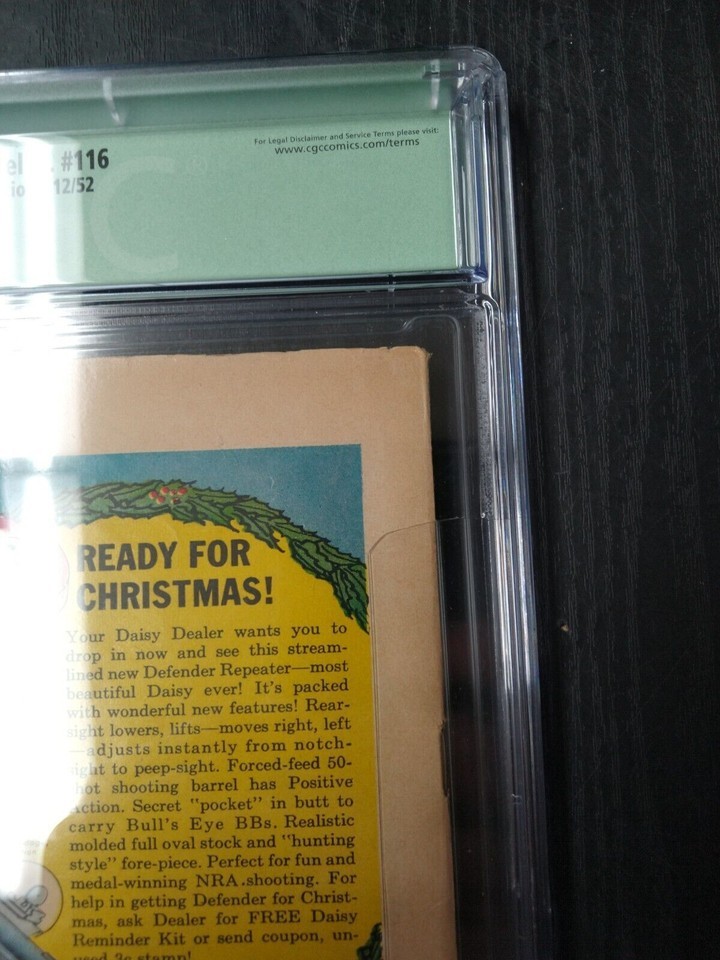 For Legal Disclaimer and Service Terms please visit:
www.cgccomics.com/terms
#116
12/52
READY FOR
CHRISTMAS!
Your Daisy Dealer wants you to
drop in now and see this stream-
lined new Defender Repeater—most
beautiful Daisy ever! It's packed
with wonderful new features! Rear-
sight lowers, lifts—moves right, left
—adjusts instantly from notch-
sight to peep-sight. Forced-feed 50-
shot shooting barrel has Positive
Action. Secret "pocket" in butt to
carry Bull's Eye BBs. Realistic
molded full oval stock and "hunting
style" fore-piece. Perfect for fun and
medal-winning NRA shooting. For
help in getting Defender for Christ-
mas, ask Dealer for FREE Daisy
Reminder Kit or send coupon, un-
used 3c stamp!